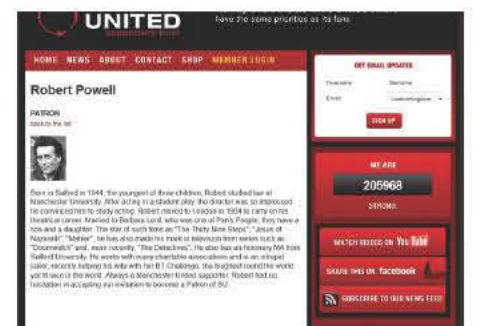 UNITED
have the same priorities as its fans.
HOME NEWS ABOUT CONTACT SHOP MEMBER LOGIN
Robert Powell
PATRON
back to the list
Born in Salford in 1944, the youngest of three children, Robert studied law at
Manchester University. After acting in a student play, the director was so impressed
he convinced him to study acting. Robert moved to London in 1964 to carry on his
theatrical career. Married to Barbara Lord, who was one of Pan's People, they have a
son and a daughter. The star of such films as "The Thirty Nine Steps", "Jesus of
Nazareth", "Mahler", he has also made his mark in television from series such as
"Doomwatch" and, more recently, "The Detectives". He also has an honorary MA from
Salford University. He works with many charitable associations and is an intrepid
sailor, recently helping his wife with her BT Challenge, the toughest round the world
yacht race in the world. Always a Manchester United supporter, Robert had no
hesitation in accepting our invitation to become a Patron of SU.
GET EMAIL UPDATES
Firstname Surname
Email United Kingdom
SIGN UP
WE ARE
205968
STRONG
WATCH VIDEOS ON You Tube
SHARE THIS ON facebook
SUBSCRIBE TO OUR NEWS FEED